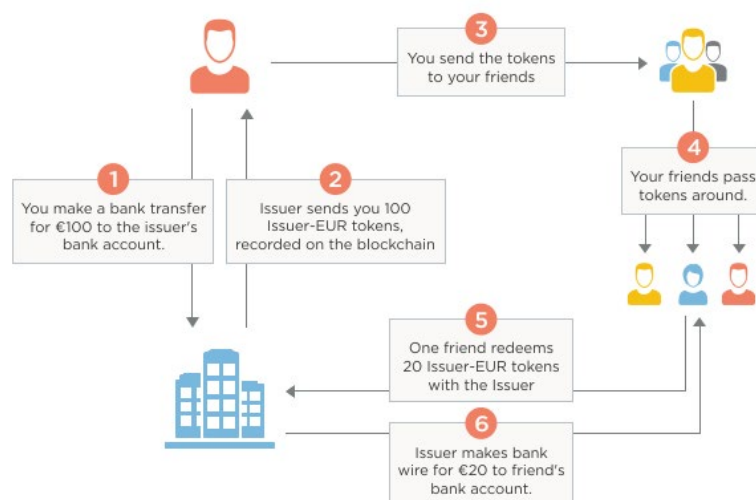 3
You send the tokens
to your friends
1
You make a bank transfer
for €100 to the issuer's
bank account.
2
Issuer sends you 100
Issuer-EUR tokens,
recorded on the blockchain
4
Your friends pass
tokens around.
5
One friend redeems
20 Issuer-EUR tokens
with the Issuer
6
Issuer makes bank
wire for €20 to friend's
bank account.